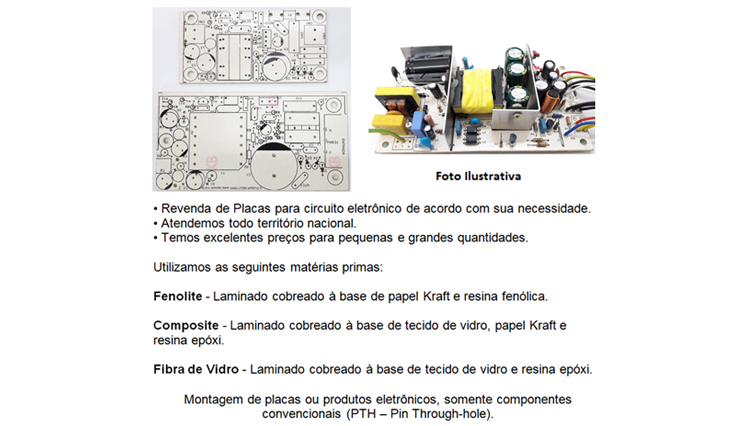 Foto Ilustrativa
• Revenda de Placas para circuito eletrônico de acordo com sua necessidade.
• Atendemos todo território nacional.
• Temos excelentes preços para pequenas e grandes quantidades.
Utilizamos as seguintes matérias primas:
Fenolite - Laminado cobreado à base de papel Kraft e resina fenólica.
Composite - Laminado cobreado à base de tecido de vidro, papel Kraft e
resina epóxi.
Fibra de Vidro - Laminado cobreado à base de tecido de vidro e resina epóxi.
Montagem de placas ou produtos eletrônicos, somente componentes
convencionais (PTH – Pin Through-hole).